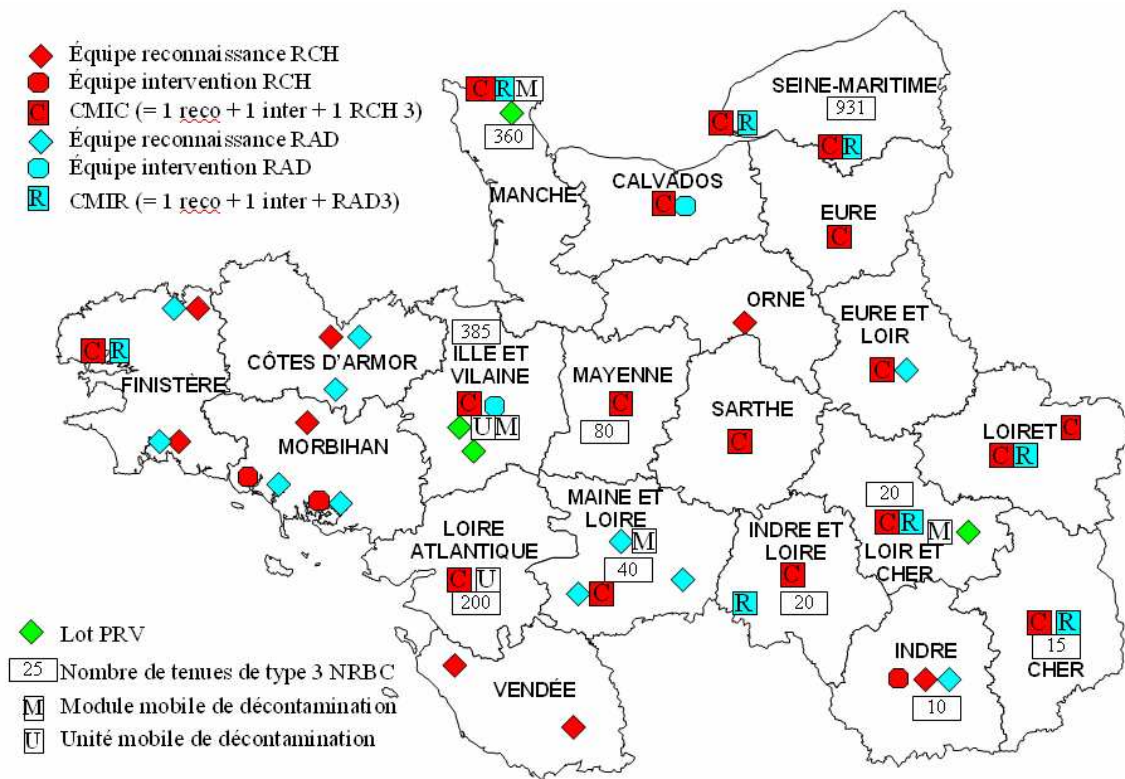 Équipe reconnaissance RCH
Équipe intervention RCH
C CMIC (= 1 reco + 1 inter + 1 RCH 3)
Équipe reconnaissance RAD
Équipe intervention RAD
R CMIR (= 1 reco + 1 inter + RAD3)
C R M
360
MANCHE
SEINE-MARITIME
931
C R
C R
CALVADOS
C
EURE
C
ORNE
EURE ET
LOIR
C
C R
FINISTÈRE
CÔTES D'ARMOR
385
ILLE ET
VILAINE
C
U M
MAYENNE
C
80
SARTHE
C
LOIRET
C
C R
MORBIHAN
LOIRE
ATLANTIQUE
C U
200
MAINE ET
LOIRE
M
40
C
INDRE ET
LOIRE
C
20
R
20
C R
M
LOIR ET
CHER
C R
15
CHER
INDRE
10
VENDÉE
Lot PRV
25 Nombre de tenues de type 3 NRBC
M Module mobile de décontamination
U Unité mobile de décontamination